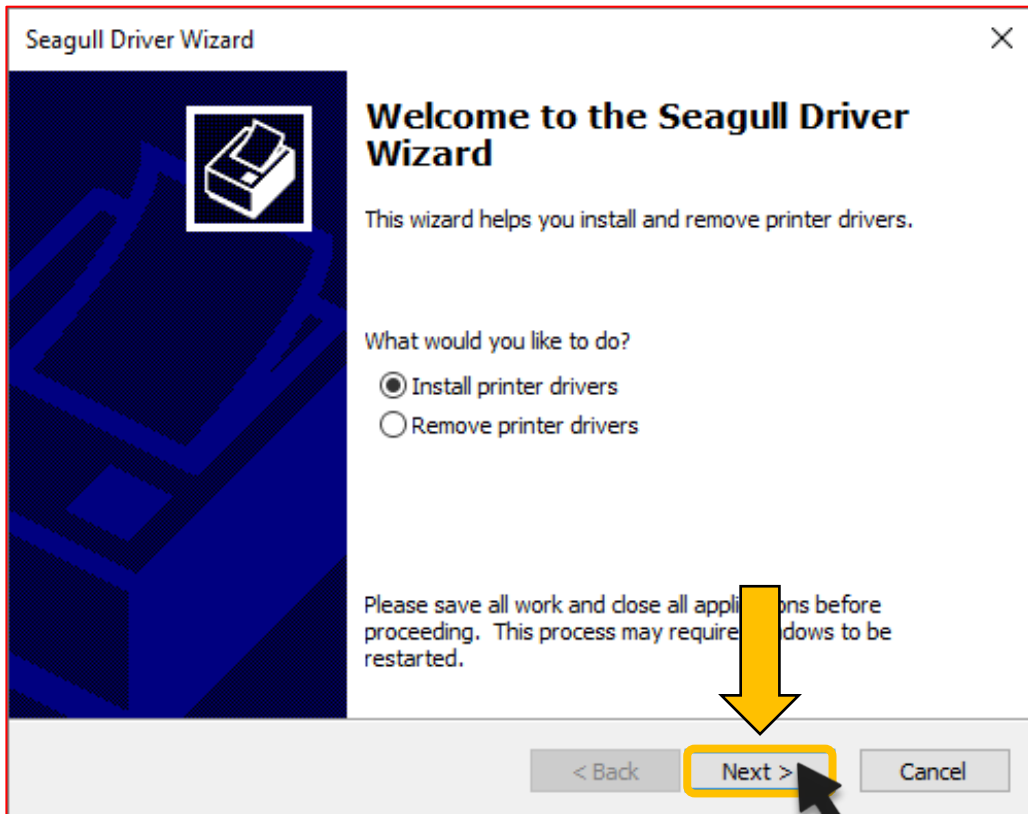 Seagull Driver Wizard
Welcome to the Seagull Driver
Wizard
This wizard helps you install and remove printer drivers.
What would you like to do?
Install printer drivers
Remove printer drivers
Please save all work and close all before
proceeding. This process may to be
restarted.
< Back
Next >
Cancel